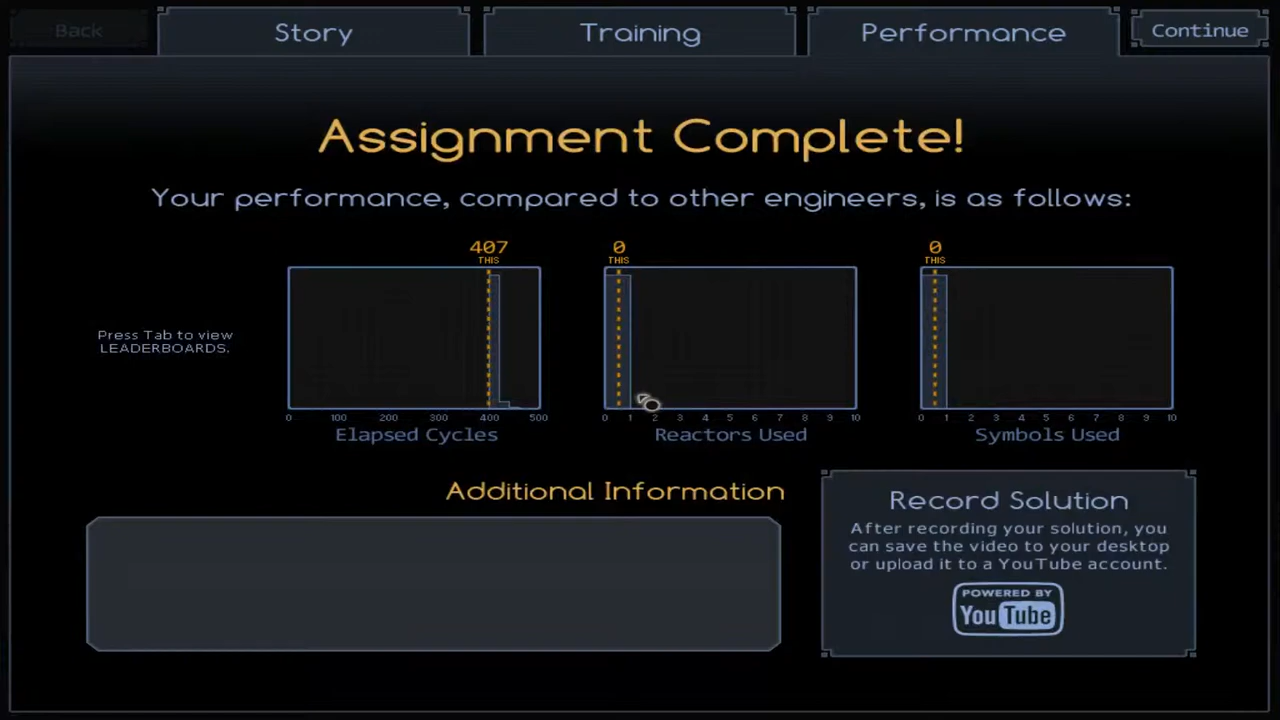 Back
Story
Training
Performance
Continue
Assignment Complete!
Your performance, compared to other engineers, is as follows:
407
THIS
0
THIS
0
THIS
Press Tab to view
LEADERBOARDS.
0 100 200 300 400 500
0 1 2 3 4 5 6 7 8 9 10
0 1 2 3 4 5 6 7 8 9 10
Elapsed Cycles
Reactors Used
Symbols Used
Additional Information
Record Solution
After recording your solution, you
can save the video to your desktop
or upload it to a YouTube account.
POWERED BY
YouTube